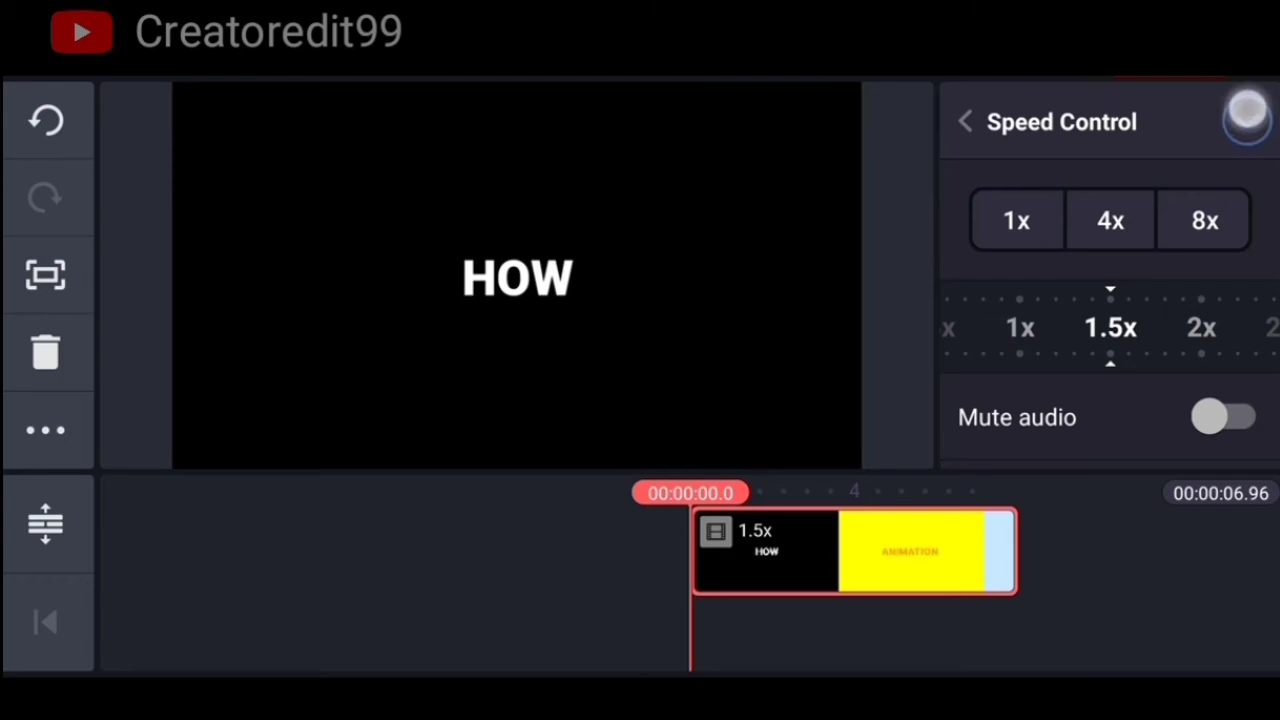 Creatoredit99
Speed Control
1x 4x 8x
HOW
x 1x 1.5x 2x 2
Mute audio
00:00:00.0 4 00:00:06.96
1.5x
HOW ANIMATION